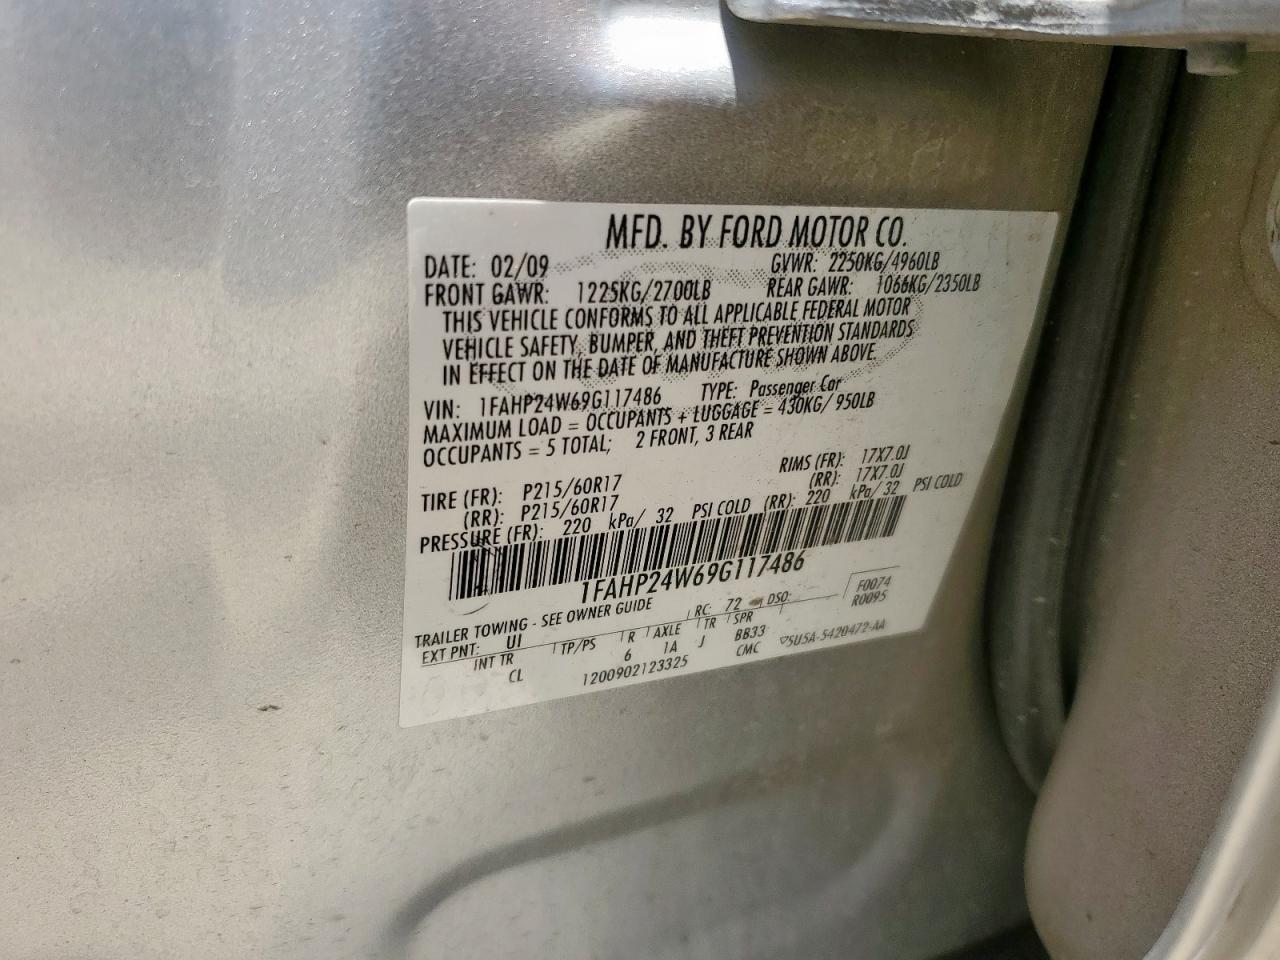 MFD. BY FORD MOTOR CO.
DATE: 02/09 GVWR: 2250KG/4960LB
FRONT GAWR: 1225KG/2700LB REAR GAWR: 1066KG/2350LB
THIS VEHICLE CONFORMS TO ALL APPLICABLE FEDERAL MOTOR
VEHICLE SAFETY, BUMPER, AND THEFT PREVENTION STANDARDS
IN EFFECT ON THE DATE OF MANUFACTURE SHOWN ABOVE.
VIN: 1FAHP24W69G117486 TYPE: Passenger Car
MAXIMUM LOAD = OCCUPANTS + LUGGAGE = 430KG/ 950LB
OCCUPANTS = 5 TOTAL; 2 FRONT, 3 REAR
TIRE (FR): P215/60R17 RIMS (FR): 17X7.0J
(RR): P215/60R17 (RR): 17X7.0J
PRESSURE (FR): 220 kPa/ 32 PSI COLD (RR): 220 kPa/ 32 PSI COLD
1FAHP24W69G117486
TRAILER TOWING - SEE OWNER GUIDE
EXT PNT: UI RC: 72 DSO: F0074
R0095
INT TR TP/PS R AXLE TR SPR
CL 6 1A J BB33
1200902123325 CMC 5U5A-5420472-AA